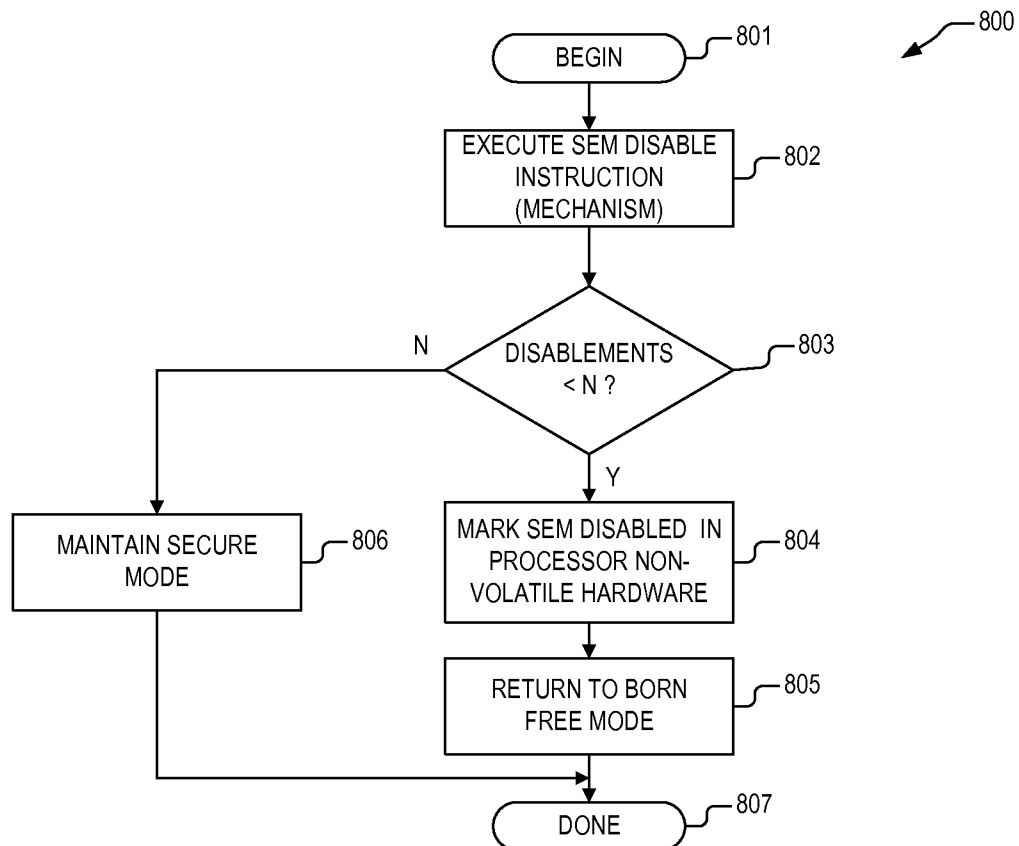 800
BEGIN
801
EXECUTE SEM DISABLE
INSTRUCTION
(MECHANISM)
802
DISABLEMENTS
< N ?
803
N
Y
MAINTAIN SECURE
MODE
806
MARK SEM DISABLED IN
PROCESSOR NON-
VOLATILE HARDWARE
804
RETURN TO BORN
FREE MODE
805
DONE
807